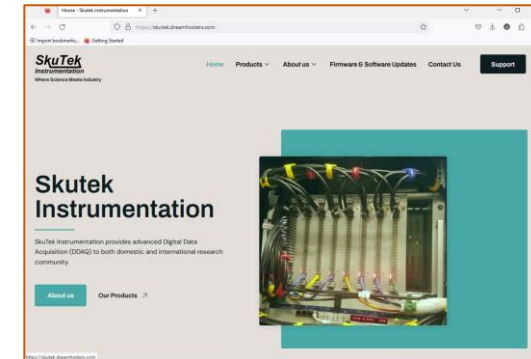 Home - Skutek instrumentation × +
https://skutek.dreamhosters.com
Import bookmarks... Getting Started
SkuTek
Instrumentation
Where Science Meets Industry
Home Products About us Firmware & Software Updates Contact Us Support
Skutek
Instrumentation
SkuTek Instrumentation provides advanced Digital Data
Acquisition (DDAQ) to both domestic and international research
community.
About us Our Products
https://skutek.dreamhosters.com